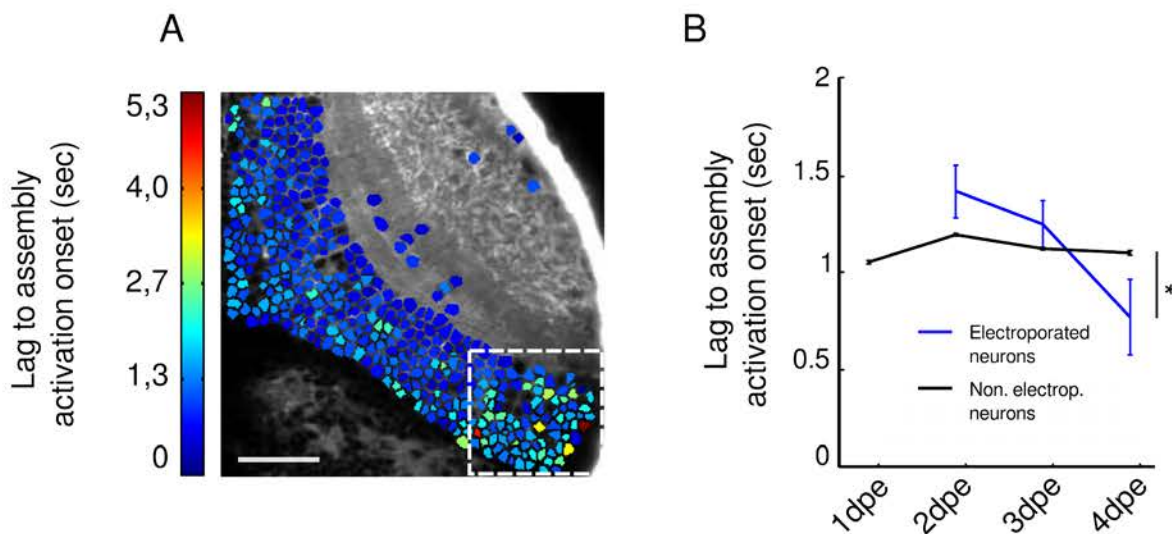 A
Lag to assembly
activation onset (sec)
5,3
4,0
2,7
1,3
0
B
Lag to assembly
activation onset (sec)
2
1.5
1
0.5
0
Electroporated
neurons
Non. electrop.
neurons
*
1dpe
2dpe
3dpe
4dpe